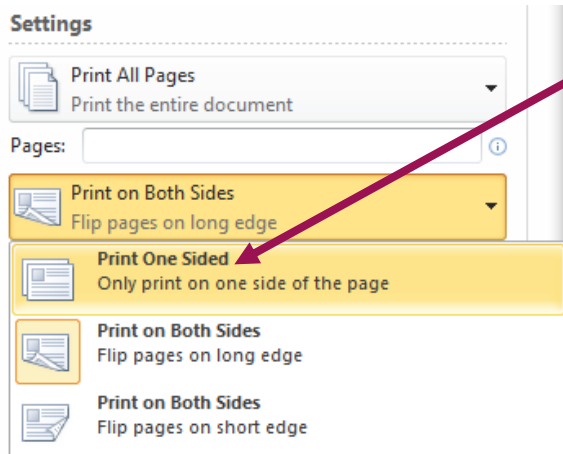 Settings
Print All Pages
Print the entire document
Pages:
Print on Both Sides
Flip pages on long edge
Print One Sided
Only print on one side of the page
Print on Both Sides
Flip pages on long edge
Print on Both Sides
Flip pages on short edge